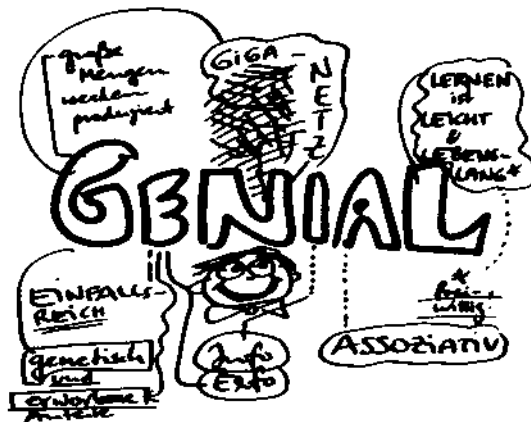 große
Mengen
werden
produziert
GIGA-
NETZ
LERNEN
ist
LEICHT
&
LEBENS-
LANG*
GENIAL
EINFALLS-
REICH
genetisch
und
erworbene*
Anteile
Info
* frei-
willig
ASSOZIATIV